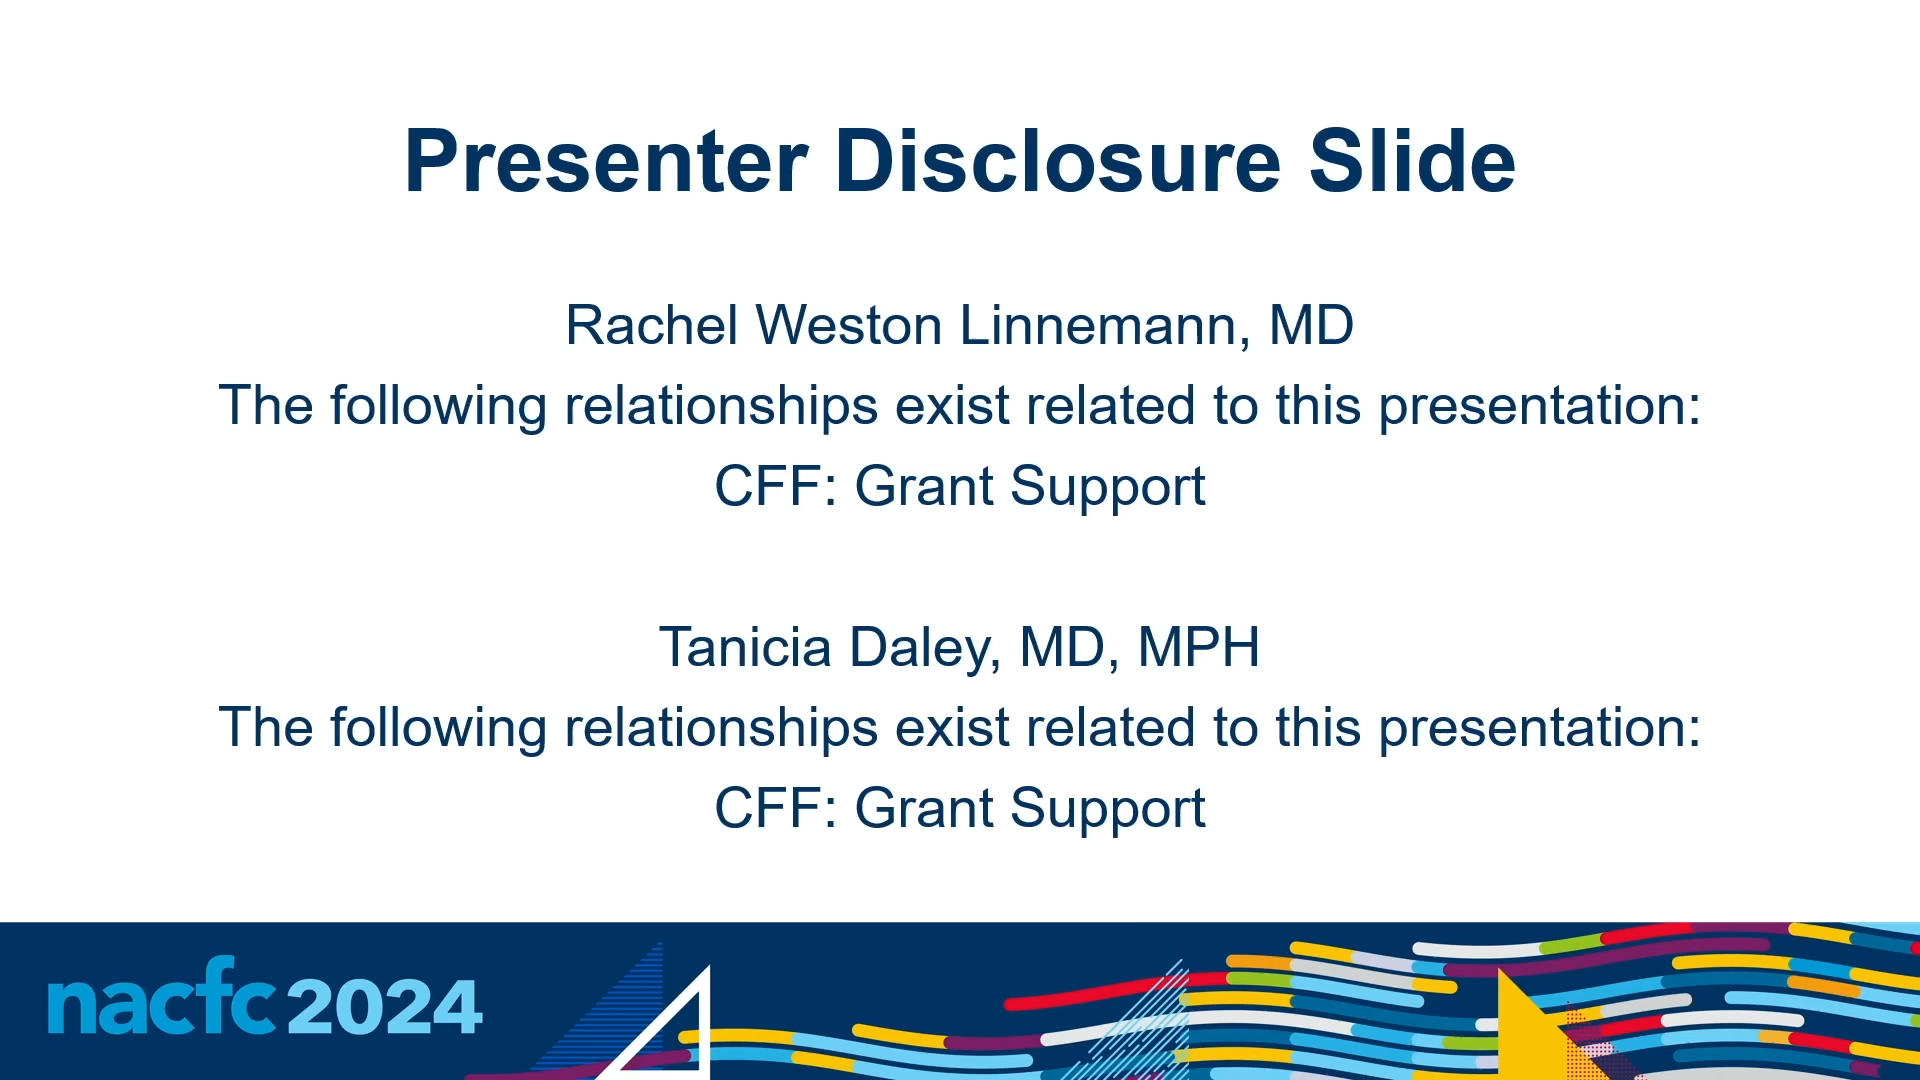 Presenter Disclosure Slide
Rachel Weston Linnemann, MD
The following relationships exist related to this presentation:
CFF: Grant Support
Tanicia Daley, MD, MPH
The following relationships exist related to this presentation:
CFF: Grant Support
nacfc 2024